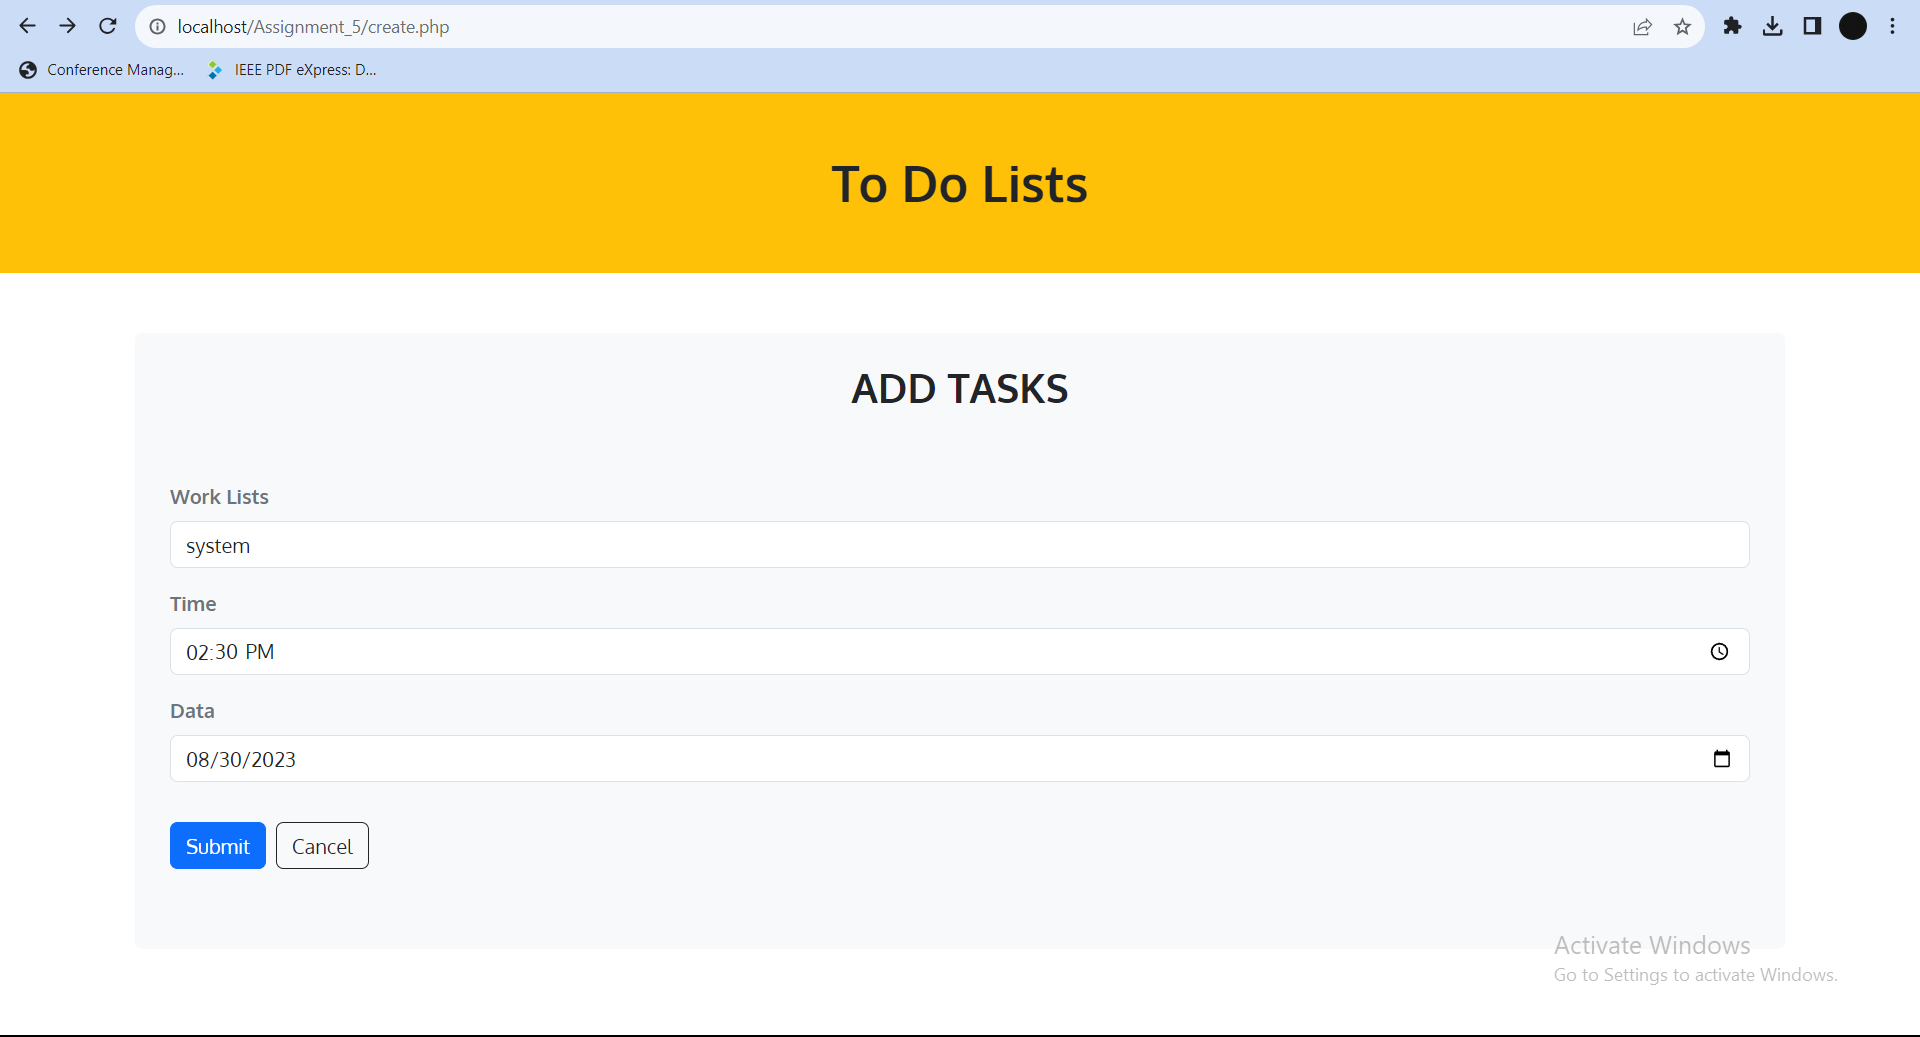 localhost/Assignment_5/create.php
Conference Manag... IEEE PDF eXpress: D...
To Do Lists
ADD TASKS
Work Lists
system
Time
02:30 PM
Data
08/30/2023
Submit Cancel
Activate Windows
Go to Settings to activate Windows.